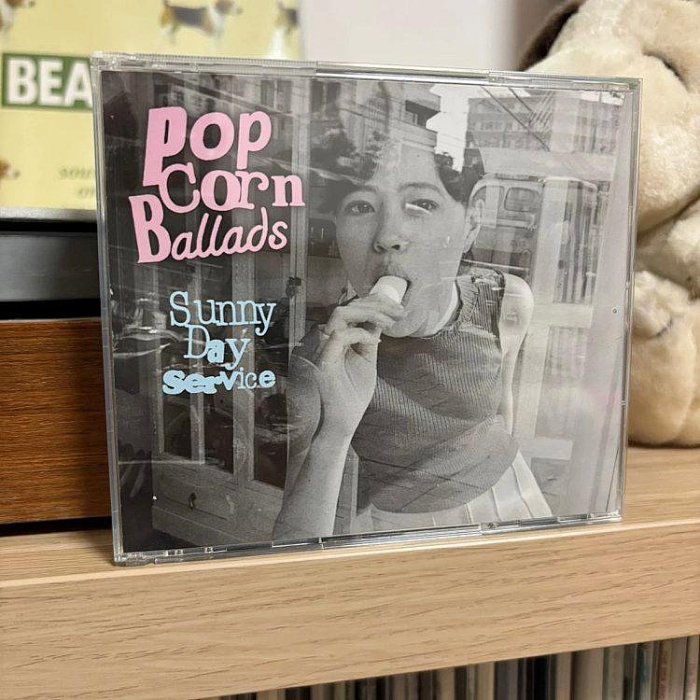 BEA
Pop
Corn
Ballads
Sunny
Day
Service